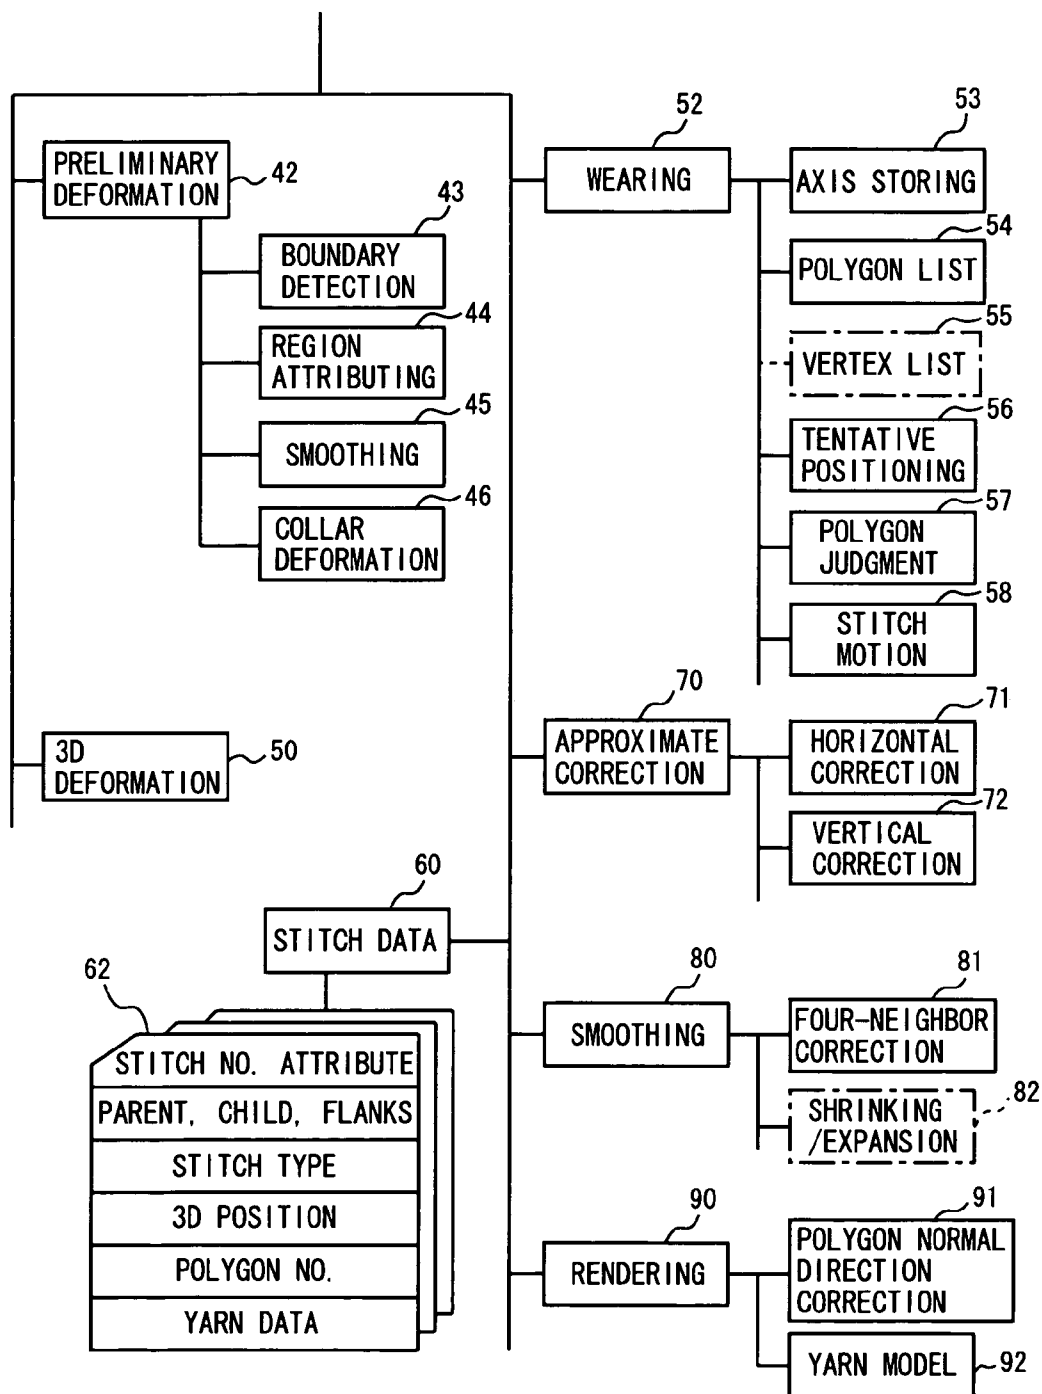 PRELIMINARY
DEFORMATION
42
43
BOUNDARY
DETECTION
44
REGION
ATTRIBUTING
45
SMOOTHING
46
COLLAR
DEFORMATION
3D
DEFORMATION
50
60
STITCH DATA
62
STITCH NO. ATTRIBUTE
PARENT, CHILD, FLANKS
STITCH TYPE
3D POSITION
POLYGON NO.
YARN DATA
52
WEARING
53
AXIS STORING
54
POLYGON LIST
55
VERTEX LIST
56
TENTATIVE
POSITIONING
57
POLYGON
JUDGMENT
58
STITCH
MOTION
70
APPROXIMATE
CORRECTION
71
HORIZONTAL
CORRECTION
72
VERTICAL
CORRECTION
80
SMOOTHING
81
FOUR-NEIGHBOR
CORRECTION
82
SHRINKING
/EXPANSION
90
RENDERING
91
POLYGON NORMAL
DIRECTION
CORRECTION
YARN MODEL
92